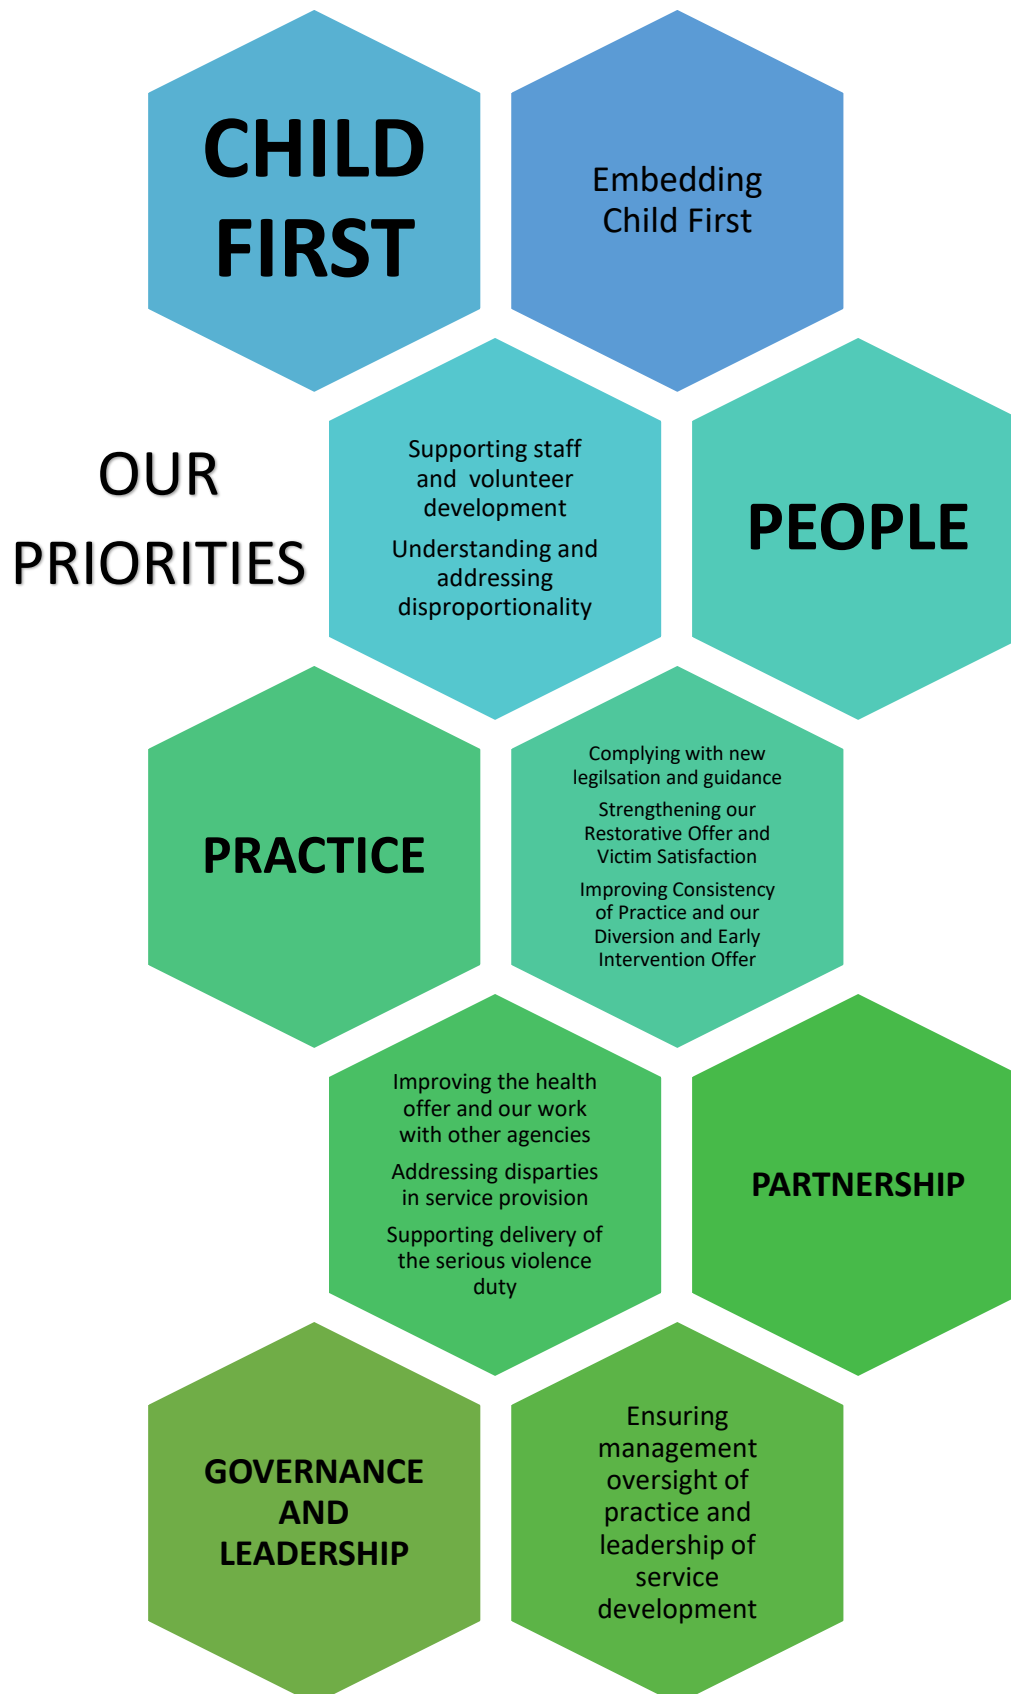 CHILD
FIRST
Embedding
Child First
OUR
PRIORITIES
Supporting staff
and  volunteer
development
Understanding and
addressing
disproportionality
PEOPLE
PRACTICE
Complying with new
legilsation and guidance
Strengthening our
Restorative Offer and
Victim Satisfaction
Improving Consistency
of Practice and our
Diversion and Early
Intervention Offer
Improving the health
offer and our work
with other agencies
Addressing disparties
in service provision
Supporting delivery of
the serious violence
duty
PARTNERSHIP
GOVERNANCE
AND
LEADERSHIP
Ensuring
management
oversight of
practice and
leadership of
service
development